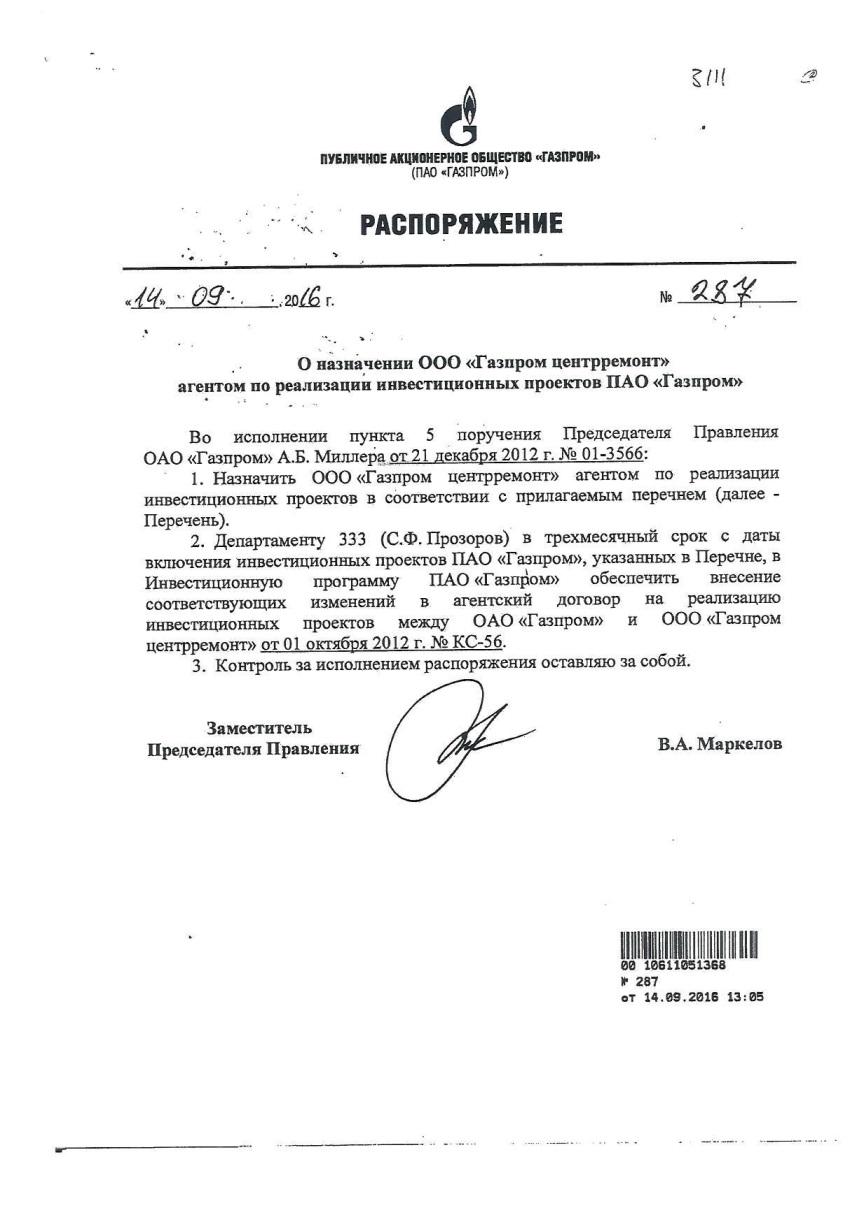 ПУБЛИЧНОЕ АКЦИОНЕРНОЕ ОБЩЕСТВО «ГАЗПРОМ»
(ПАО «ГАЗПРОМ»)
РАСПОРЯЖЕНИЕ
«14» 09 2016 г.
№ 287
О назначении ООО «Газпром центрремонт»
агентом по реализации инвестиционных проектов ПАО «Газпром»
Во исполнении пункта 5 поручения Председателя Правления
ОАО «Газпром» А.Б. Миллера от 21 декабря 2012 г. № 01-3566:
1. Назначить ООО «Газпром центрремонт» агентом по реализации
инвестиционных проектов в соответствии с прилагаемым перечнем (далее -
Перечень).
2. Департаменту 333 (С.Ф. Прозоров) в трехмесячный срок с даты
включения инвестиционных проектов ПАО «Газпром», указанных в Перечне, в
Инвестиционную программу ПАО «Газпром» обеспечить внесение
соответствующих изменений в агентский договор на реализацию
инвестиционных проектов между ОАО «Газпром» и ООО «Газпром
центрремонт» от 01 октября 2012 г. № КС-56.
3. Контроль за исполнением распоряжения оставляю за собой.
Заместитель
Председателя Правления
В.А. Маркелов
00 10611051368
№ 287
от 14.09.2016 13:05